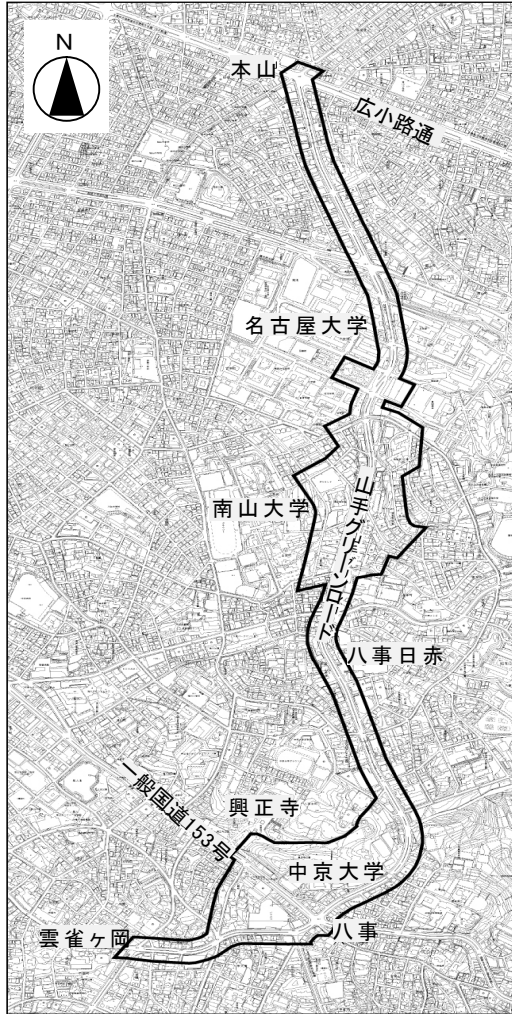 N
本山
広小路通
名古屋大学
南山大学
山手グリーンロード
八事日赤
一般国道153号
興正寺
中京大学
雲雀ヶ岡
八事